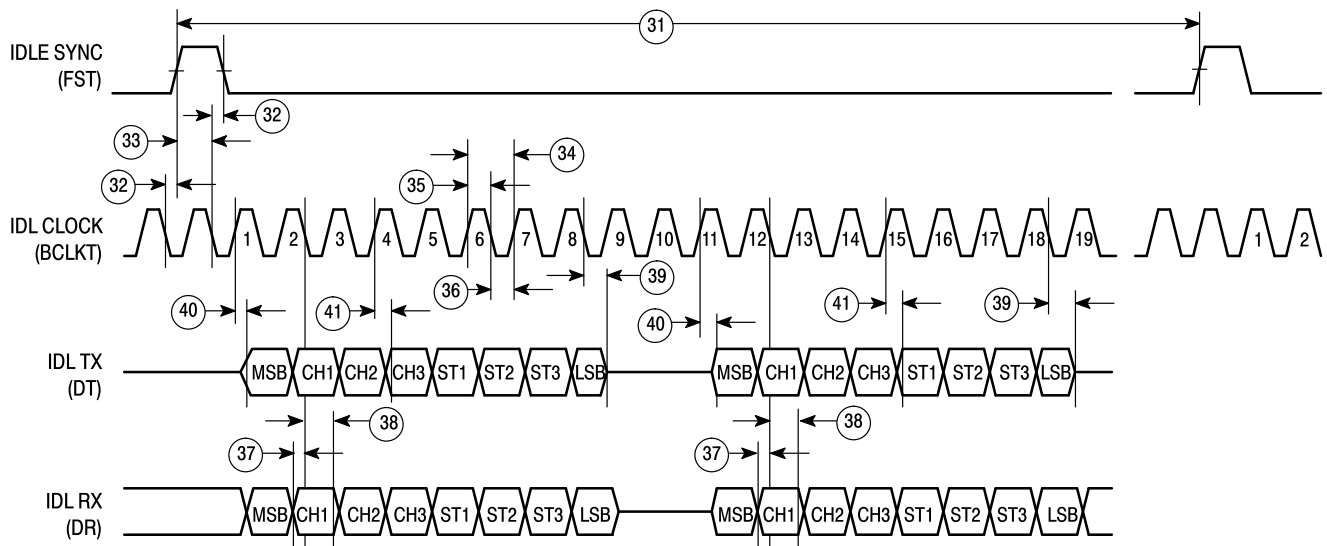 31
IDLE SYNC
(FST)
32
33
34
32
35
IDL CLOCK
(BCLKT)
1 2 3 4 5 6 7 8 9 10 11 12 13 14 15 16 17 18 19 1 2
36 39 41 39
40 41 40
IDL TX
(DT)
MSB CH1 CH2 CH3 ST1 ST2 ST3 LSB MSB CH1 CH2 CH3 ST1 ST2 ST3 LSB
38 38
37 37
IDL RX
(DR)
MSB CH1 CH2 CH3 ST1 ST2 ST3 LSB MSB CH1 CH2 CH3 ST1 ST2 ST3 LSB